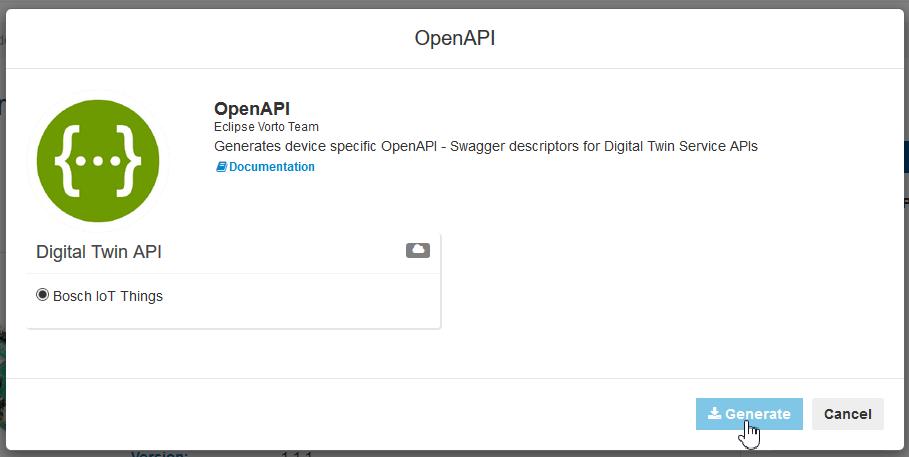 OpenAPI
OpenAPI
Eclipse Vorto Team
Generates device specific OpenAPI - Swagger descriptors for Digital Twin Service APIs
Documentation
Digital Twin API
Bosch IoT Things
Generate
Cancel
Version: 1.1.1